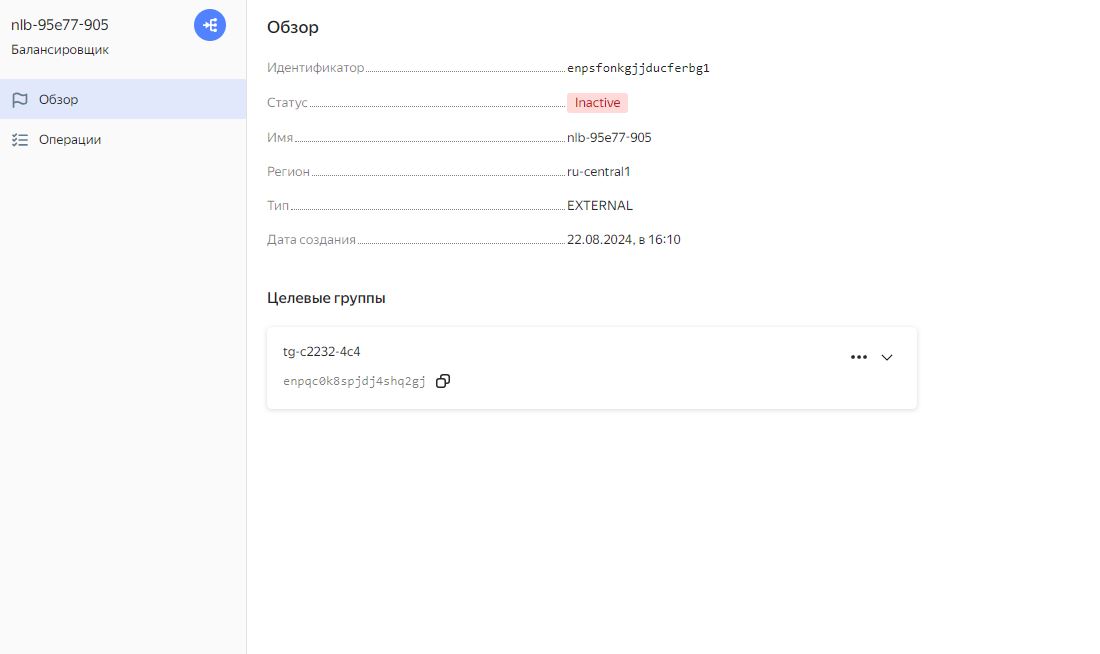 nlb-95e77-905
Балансировщик
Обзор
Операции
Обзор
Идентификатор enpsfonkgjjducferbg1
Статус Inactive
Имя nlb-95e77-905
Регион ru-central1
Тип EXTERNAL
Дата создания 22.08.2024, в 16:10
Целевые группы
tg-c2232-4c4
enpqc0k8spjdj4shq2gj